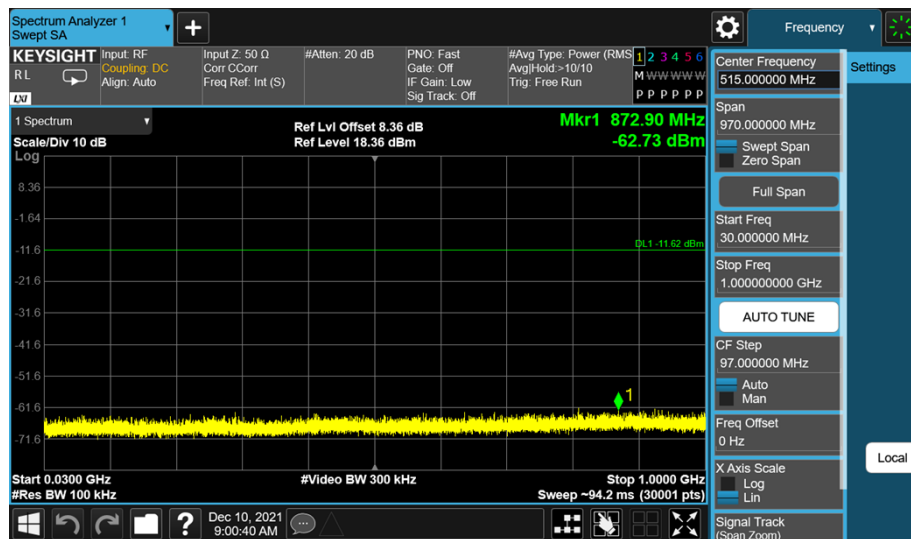 Spectrum Analyzer 1
Swept SA
+
Frequency
KEYSIGHT
R L
LXI
Input: RF
Coupling: DC
Align: Auto
Input Z: 50 Ω
Corr CCorr
Freq Ref: Int (S)
#Atten: 20 dB
PNO: Fast
Gate: Off
IF Gain: Low
Sig Track: Off
#Avg Type: Power (RMS
Avg|Hold:>10/10
Trig: Free Run
1 2 3 4 5 6
M W W W W W
P P P P P P
1 Spectrum
Scale/Div 10 dB
Log
Ref Lvl Offset 8.36 dB
Ref Level 18.36 dBm
Mkr1 872.90 MHz
-62.73 dBm
8.36
-1.64
-11.6
DL1 -11.62 dBm
-21.6
-31.6
-41.6
-51.6
-61.6
-71.6
1
Start 0.0300 GHz
#Res BW 100 kHz
#Video BW 300 kHz
Stop 1.0000 GHz
Sweep ~94.2 ms (30001 pts)
?
Dec 10, 2021
9:00:40 AM
Center Frequency
515.000000 MHz
Span
970.000000 MHz
Swept Span
Zero Span
Full Span
Start Freq
30.000000 MHz
Stop Freq
1.000000000 GHz
AUTO TUNE
CF Step
97.000000 MHz
Auto
Man
Freq Offset
0 Hz
X Axis Scale
Log
Lin
Signal Track
(Span Zoom)
Settings
Local